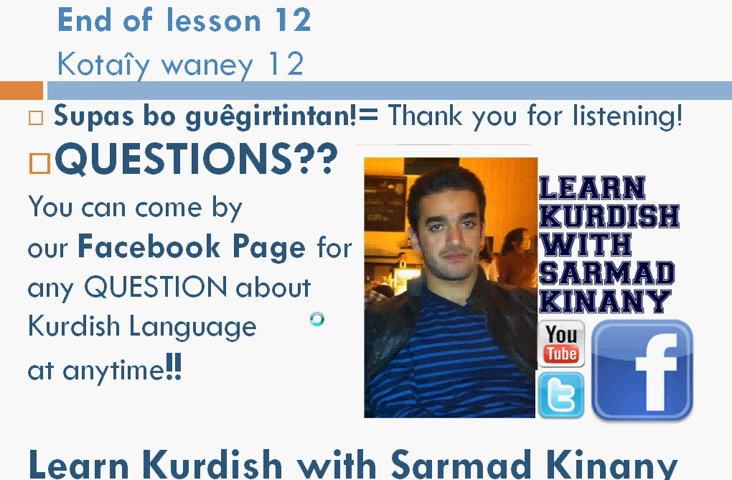 End of lesson 12
Kotaîy waney 12
Supas bo guêgirtintan!= Thank you for listening!
QUESTIONS??
You can come by
our Facebook Page for
any QUESTION about
Kurdish Language
at anytime!!
LEARN
KURDISH
WITH
SARMAD
KINANY
You
Tube
t
f
Learn Kurdish with Sarmad Kinany